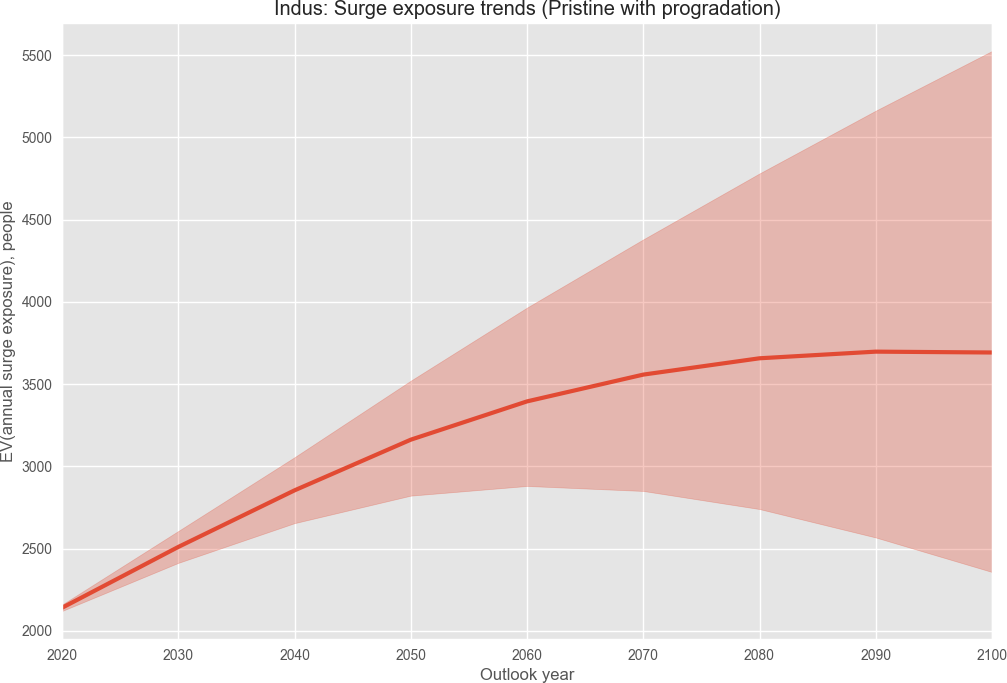 Indus: Surge exposure trends (Pristine with progradation)
EV(annual surge exposure), people
5500
5000
4500
4000
3500
3000
2500
2000
2020 2030 2040 2050 2060 2070 2080 2090 2100
Outlook year